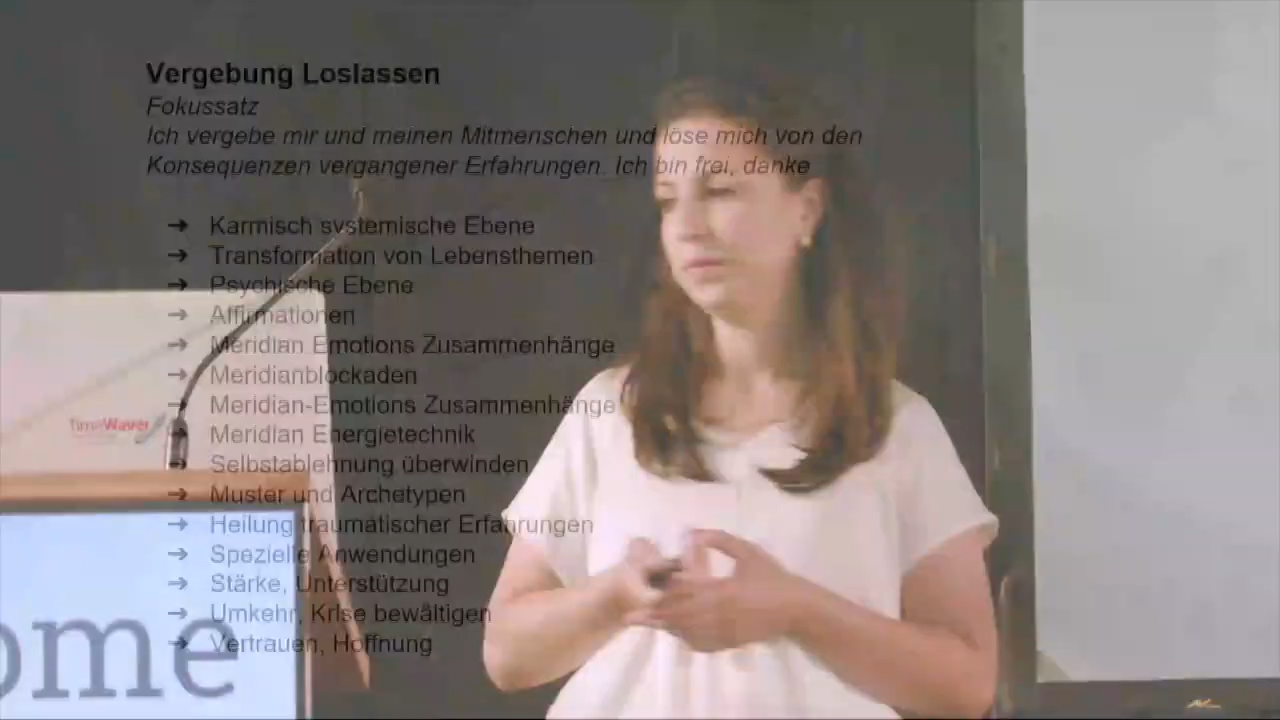 Vergebung Loslassen
Fokussatz
Ich vergebe mir und meinen Mitmenschen und löse mich von den
Konsequenzen vergangener Erfahrungen. Ich bin frei, danke
➔ Karmisch systemische Ebene
➔ Transformation von Lebensthemen
➔ Psychische Ebene
➔ Affirmationen
➔ Meridian Emotions Zusammenhänge
➔ Meridianblockaden
➔ Meridian-Emotions Zusammenhänge
➔ Meridian Energietechnik
➔ Selbstablehnung überwinden
➔ Muster und Archetypen
➔ Heilung traumatischer Erfahrungen
➔ Spezielle Anwendungen
➔ Stärke, Unterstützung
➔ Umkehr, Krise bewältigen
➔ Vertrauen, Hoffnung
TimeWaver
ome